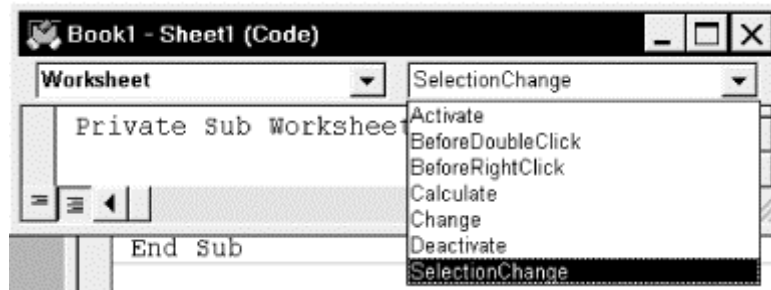 Book1 - Sheet1 (Code)
Worksheet SelectionChange
Private Sub Worksheet
Activate
BeforeDoubleClick
BeforeRightClick
Calculate
Change
Deactivate
SelectionChange
End Sub